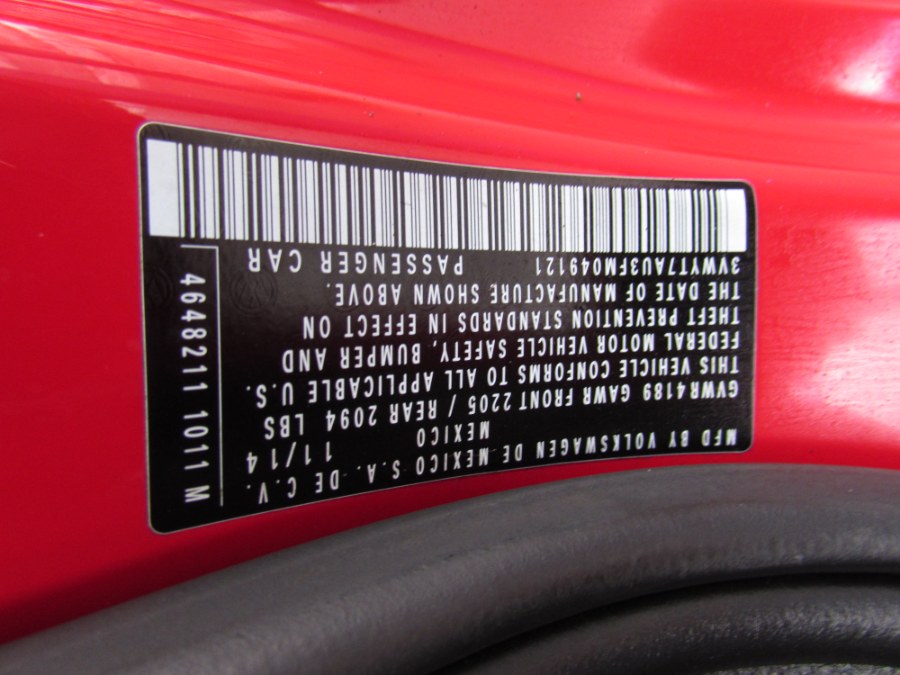 MFD BY VOLKSWAGEN DE MEXICO S.A. DE C.V.
MEXICO 11/14
GVWR 4189 GAWR FRONT 2205 / REAR 2094 LBS
THIS VEHICLE CONFORMS TO ALL APPLICABLE U.S.
FEDERAL MOTOR VEHICLE SAFETY, BUMPER AND
THEFT PREVENTION STANDARDS IN EFFECT ON
THE DATE OF MANUFACTURE SHOWN ABOVE.
3VWYT7AU3FM049121 PASSENGER CAR
4648211 1011 M